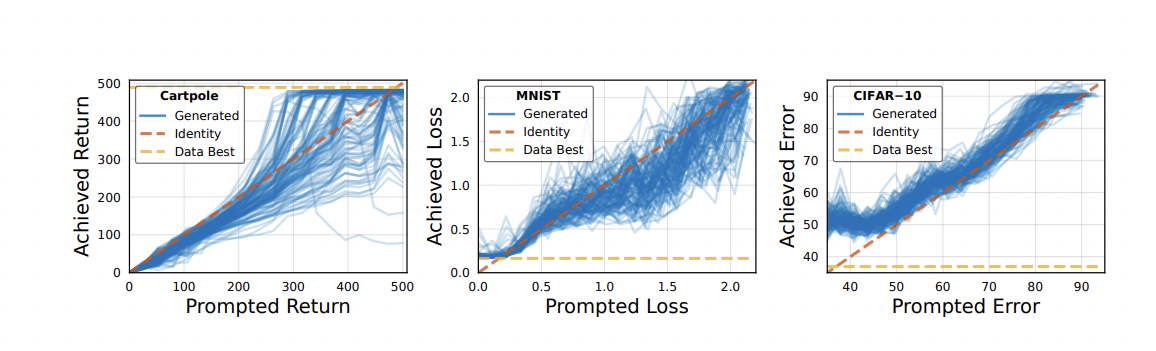 Achieved Return
500
400
300
200
100
0
Cartpole
Generated
Identity
Data Best
0 100 200 300 400 500
Prompted Return
Achieved Loss
2.0
1.5
1.0
0.5
0.0
MNIST
Generated
Identity
Data Best
0.0 0.5 1.0 1.5 2.0
Prompted Loss
Achieved Error
90
80
70
60
50
40
CIFAR−10
Generated
Identity
Data Best
40 50 60 70 80 90
Prompted Error